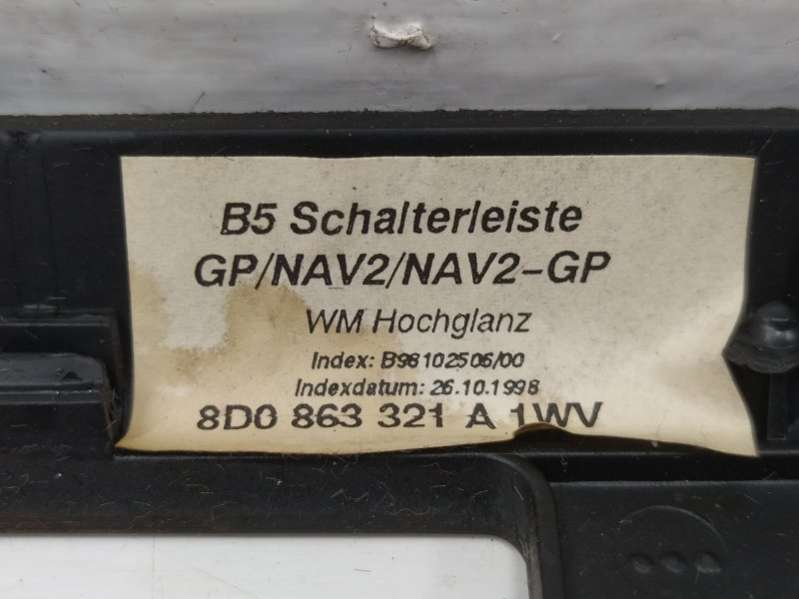 B5 Schalterleiste
GP/NAV2/NAV2-GP
WM Hochglanz
Index: B98102506/00
Indexdatum: 26.10.1998
8D0 863 321 A 1WV